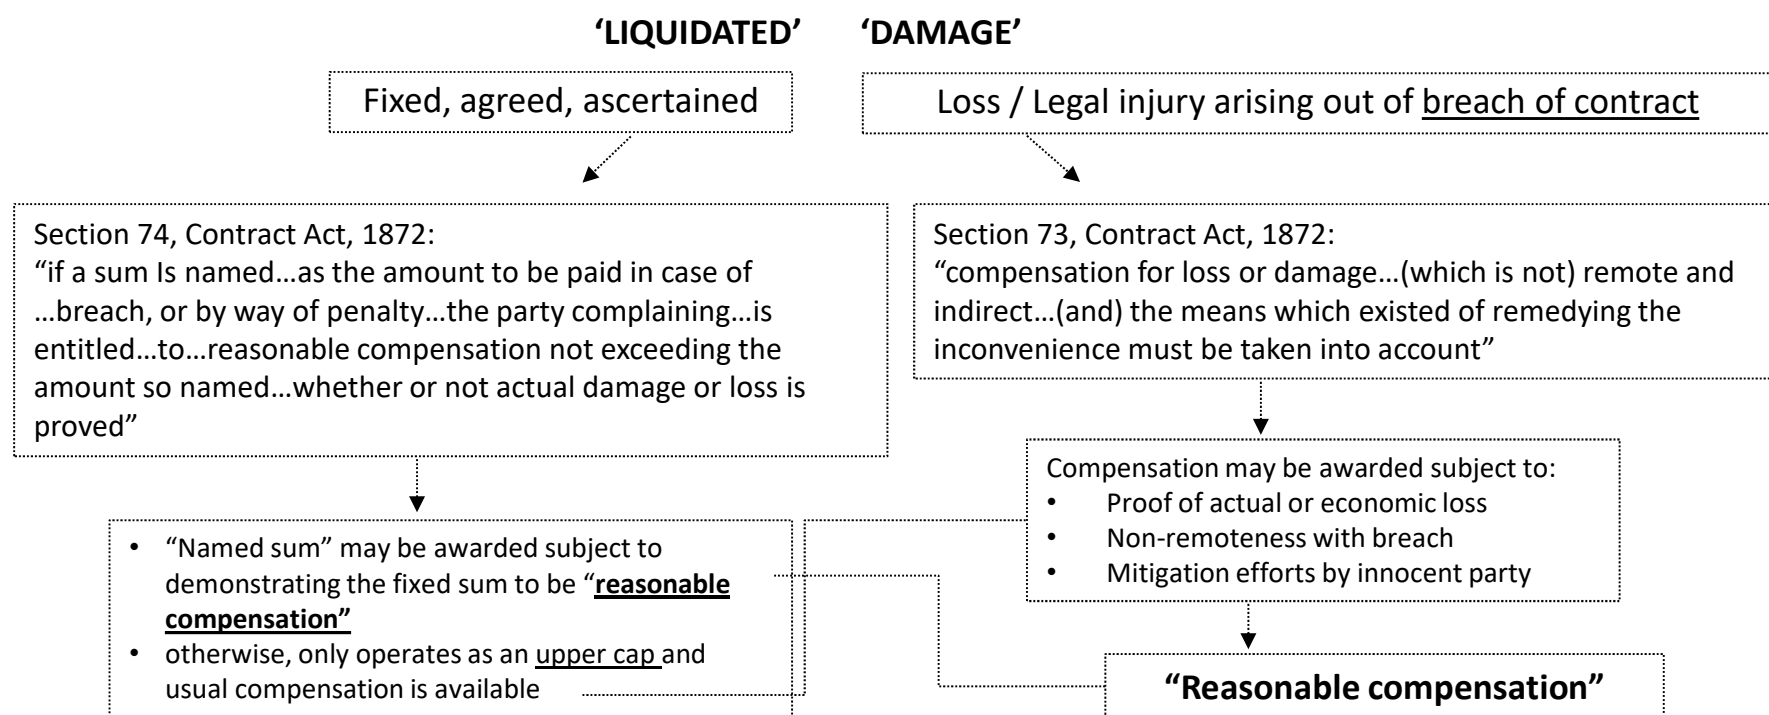 ‘LIQUIDATED’ ‘DAMAGE’
Fixed, agreed, ascertained
Loss / Legal injury arising out of breach of contract
Section 74, Contract Act, 1872:
“if a sum Is named…as the amount to be paid in case of
…breach, or by way of penalty…the party complaining…is
entitled…to…reasonable compensation not exceeding the
amount so named…whether or not actual damage or loss is
proved”
Section 73, Contract Act, 1872:
“compensation for loss or damage…(which is not) remote and
indirect…(and) the means which existed of remedying the
inconvenience must be taken into account”
• “Named sum” may be awarded subject to
demonstrating the fixed sum to be “reasonable
compensation”
• otherwise, only operates as an upper cap and
usual compensation is available
Compensation may be awarded subject to:
• Proof of actual or economic loss
• Non-remoteness with breach
• Mitigation efforts by innocent party
“Reasonable compensation”